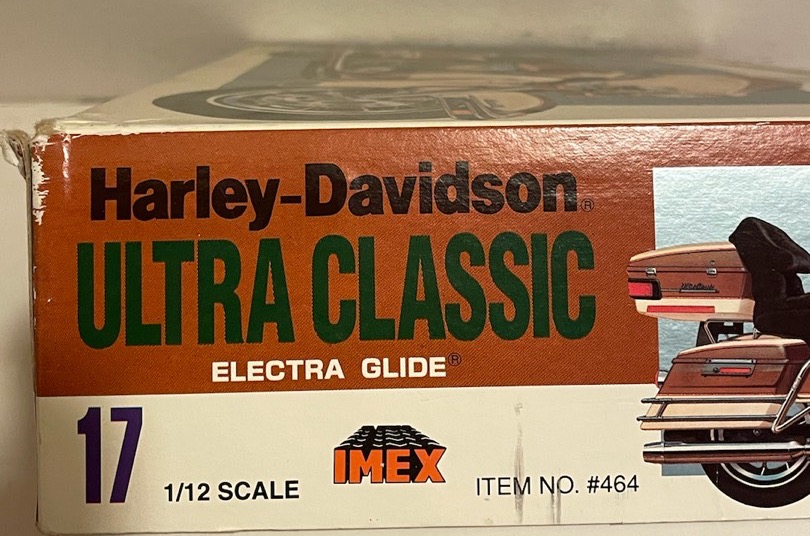 Harley-Davidson®
ULTRA CLASSIC
ELECTRA GLIDE®
17
1/12 SCALE
IMEX
ITEM NO. #464